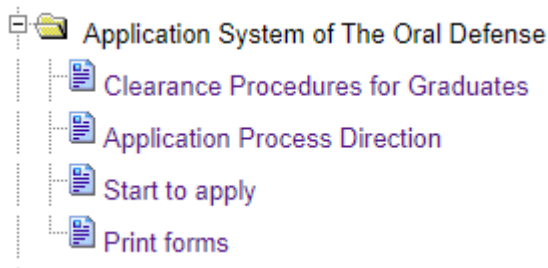 Application System of The Oral Defense
Clearance Procedures for Graduates
Application Process Direction
Start to apply
Print forms